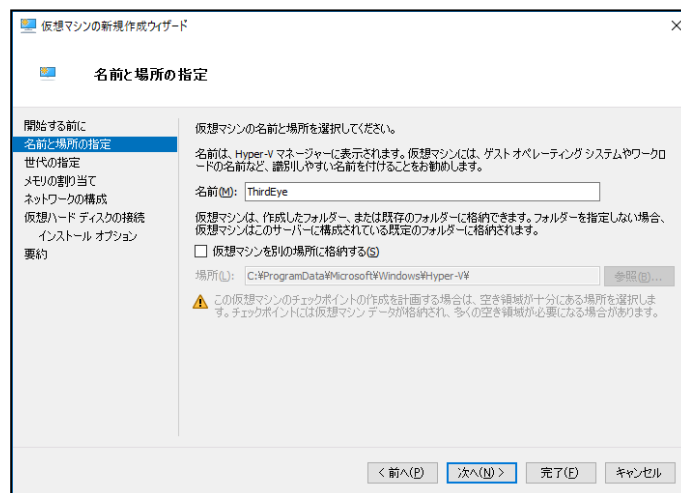 仮想マシンの新規作成ウィザード
名前と場所の指定
開始する前に
名前と場所の指定
世代の指定
メモリの割り当て
ネットワークの構成
仮想ハード ディスクの接続
インストール オプション
要約
仮想マシンの名前と場所を選択してください。
名前は、Hyper-V マネージャーに表示されます。仮想マシンには、ゲスト オペレーティング システムやワークロ
ードの名前など、識別しやすい名前を付けることをお勧めします。
名前(M): ThirdEye
仮想マシンは、作成したフォルダー、または既存のフォルダーに格納できます。フォルダーを指定しない場合、
仮想マシンはこのサーバーに構成されている既定のフォルダーに格納されます。
仮想マシンを別の場所に格納する(S)
場所(L): C:¥ProgramData¥Microsoft¥Windows¥Hyper-V¥ 参照(B)...
この仮想マシンのチェックポイントの作成を計画する場合は、空き領域が十分にある場所を選択しま
す。チェックポイントには仮想マシン データが格納され、多くの空き領域が必要になる場合があります。
< 前へ(P) 次へ(N) > 完了(F) キャンセル